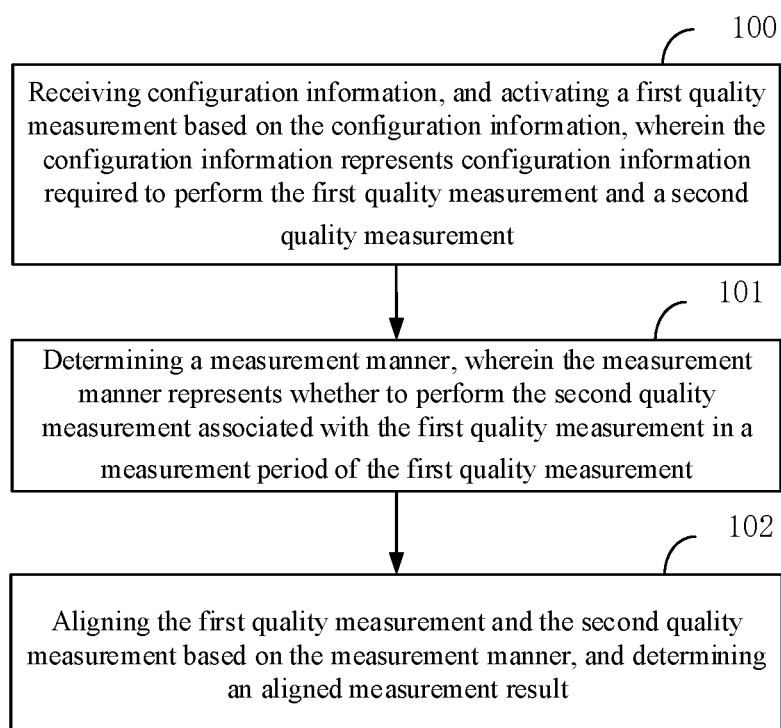 100
Receiving configuration information, and activating a first quality
measurement based on the configuration information, wherein the
configuration information represents configuration information
required to perform the first quality measurement and a second
quality measurement
101
Determining a measurement manner, wherein the measurement
manner represents whether to perform the second quality
measurement associated with the first quality measurement in a
measurement period of the first quality measurement
102
Aligning the first quality measurement and the second quality
measurement based on the measurement manner, and determining
an aligned measurement result